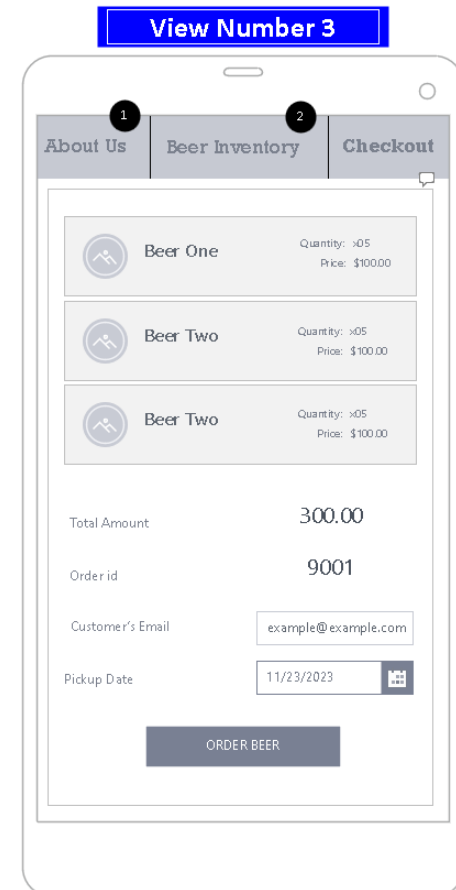 View Number 3
1
2
About Us
Beer Inventory
Checkout
Beer One
Quantity: x05
Price: $100.00
Beer Two
Quantity: x05
Price: $100.00
Beer Two
Quantity: x05
Price: $100.00
Total Amount
300.00
Order id
9001
Customer's Email
example@example.com
Pickup Date
11/23/2023
ORDER BEER